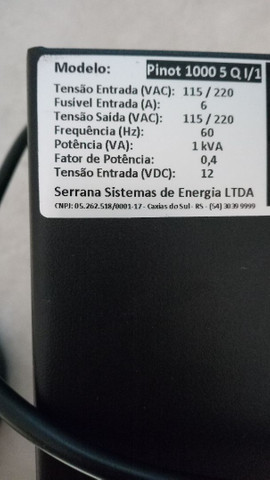 Modelo: Pinot 1000 5 Q I/1
Tensão Entrada (VAC): 115 / 220
Fusível Entrada (A): 6
Tensão Saída (VAC): 115 / 220
Frequência (Hz): 60
Potência (VA): 1 kVA
Fator de Potência: 0,4
Tensão Entrada (VDC): 12
Serrana Sistemas de Energia LTDA
CNPJ: 05.262.518/0001-17 - Caxias do Sul - RS - (54) 3039 9999